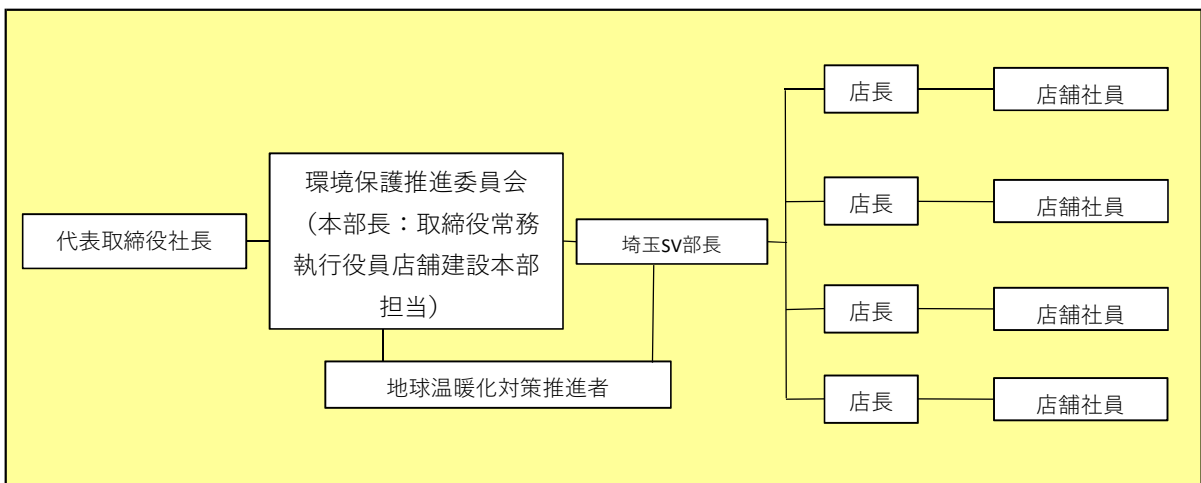 代表取締役社長
環境保護推進委員会
（本部長：取締役常務
執行役員店舗建設本部
担当）
地球温暖化対策推進者
埼玉SV部長
店長
店舗社員
店長
店舗社員
店長
店舗社員
店長
店舗社員